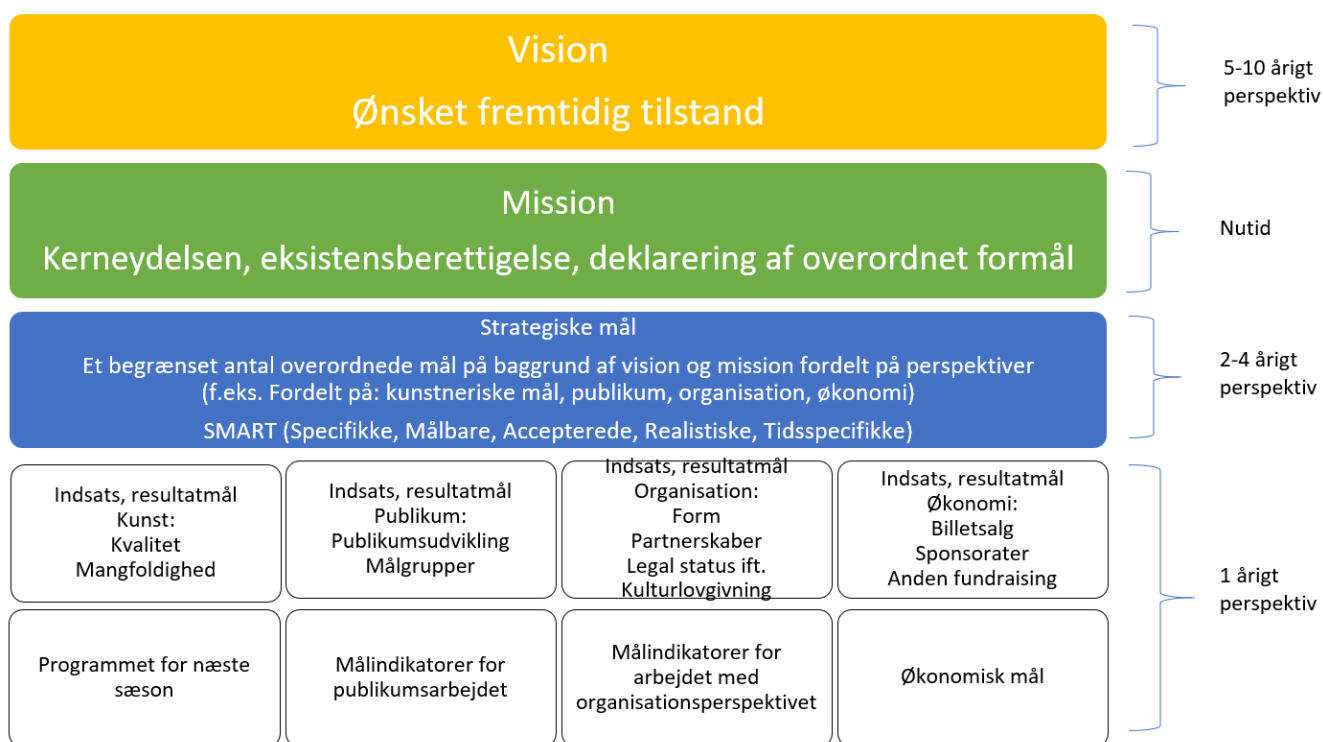 Vision
Ønsket fremtidig tilstand
5-10 årigt
perspektiv
Mission
Kerneydelsen, eksistensberettigelse, deklarering af overordnet formål
Nutid
Strategiske mål
Et begrænset antal overordnede mål på baggrund af vision og mission fordelt på perspektiver
(f.eks. Fordelt på: kunstneriske mål, publikum, organisation, økonomi)
SMART (Specifikke, Målbare, Accepterede, Realistiske, Tidsspecifikke)
2-4 årigt
perspektiv
Indsats, resultatmål
Kunst:
Kvalitet
Mangfoldighed
Indsats, resultatmål
Publikum:
Publikumsudvikling
Målgrupper
Indsats, resultatmål
Organisation:
Form
Partnerskaber
Legal status ift.
Kulturlovgivning
Indsats, resultatmål
Økonomi:
Billetsalg
Sponsorater
Anden fundraising
1 årigt
perspektiv
Programmet for næste
sæson
Målindikatorer for
publikumsarbejdet
Målindikatorer for
arbejdet med
organisationsperspektivet
Økonomisk mål